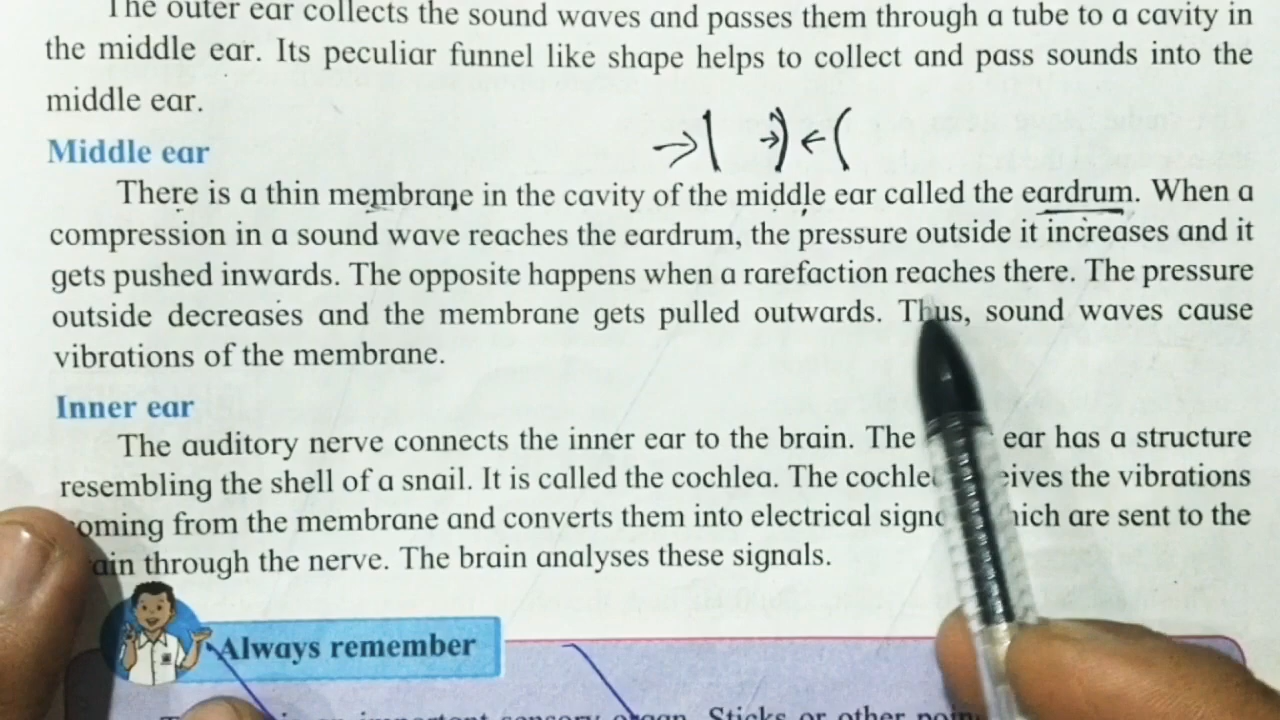 The outer ear collects the sound waves and passes them through a tube to a cavity in
the middle ear. Its peculiar funnel like shape helps to collect and pass sounds into the
middle ear.
Middle ear
There is a thin membrane in the cavity of the middle ear called the eardrum. When a
compression in a sound wave reaches the eardrum, the pressure outside it increases and it
gets pushed inwards. The opposite happens when a rarefaction reaches there. The pressure
outside decreases and the membrane gets pulled outwards. Thus, sound waves cause
vibrations of the membrane.
Inner ear
The auditory nerve connects the inner ear to the brain. The ear has a structure
resembling the shell of a snail. It is called the cochlea. The vibrations
coming from the membrane and converts them into electrical are sent to the
through the nerve. The brain analyses these signals.
Always remember
important sensory organ. Sticks or other